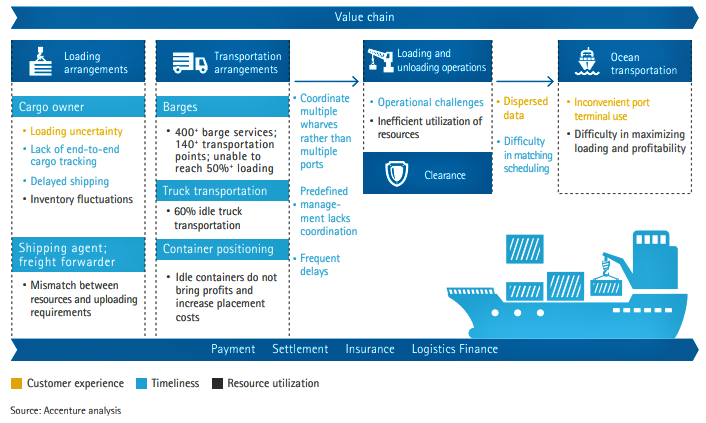 Value chain
Loading
arrangements
Cargo owner
• Loading uncertainty
• Lack of end-to-end
cargo tracking
• Delayed shipping
• Inventory fluctuations
Shipping agent;
freight forwarder
• Mismatch between
resources and uploading
requirements
Transportation
arrangements
Barges
• 400+ barge services;
140+ transportation
points; unable to
reach 50%+ loading
Truck transportation
• 60% idle truck
transportation
Container positioning
• Idle containers do not
bring profits and
increase placement
costs
• Coordinate
multiple
wharves
rather than
multiple
ports
• Predefined
manage-
ment lacks
coordination
• Frequent
delays
Loading and
unloading operations
• Operational challenges
• Inefficient utilization of
resources
Clearance
• Dispersed
data
• Difficulty
in matching
scheduling
Ocean
transportation
• Inconvenient port
terminal use
• Difficulty in maximizing
loading and profitability
Payment Settlement Insurance Logistics Finance
Customer experience Timeliness Resource utilization
Source: Accenture analysis